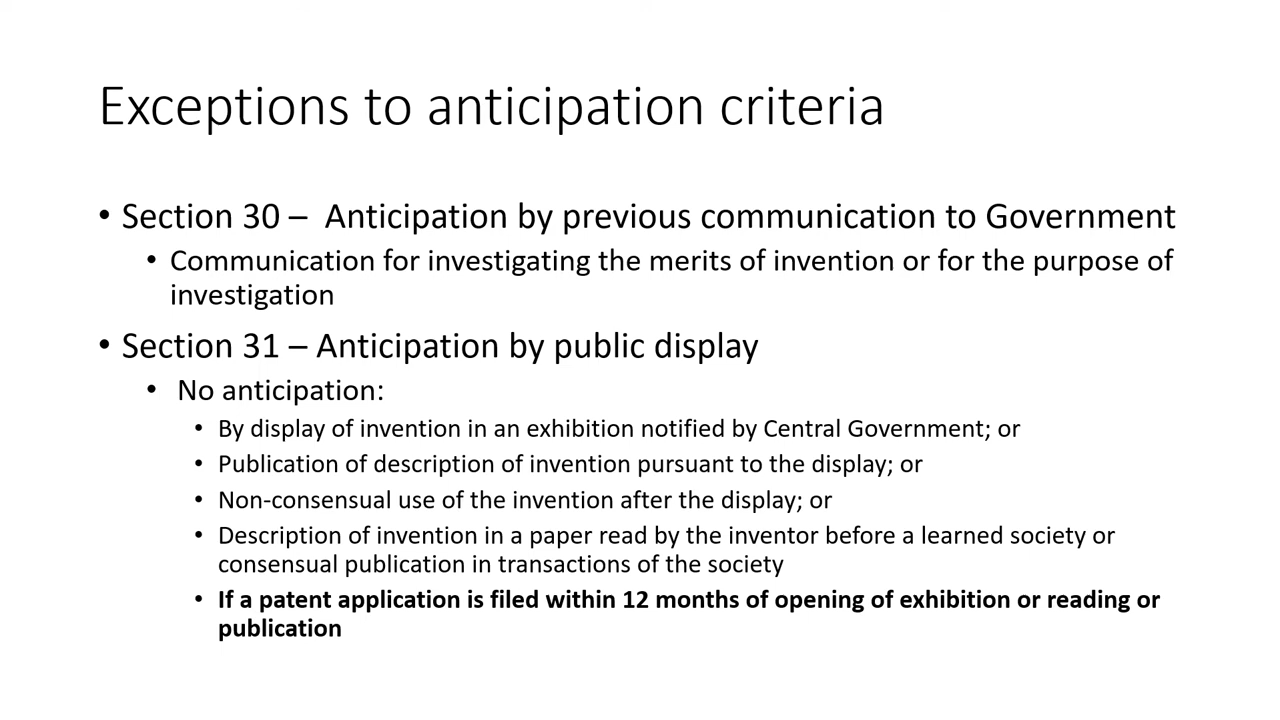 Exceptions to anticipation criteria
• Section 30 – Anticipation by previous communication to Government
• Communication for investigating the merits of invention or for the purpose of
investigation
• Section 31 – Anticipation by public display
• No anticipation:
• By display of invention in an exhibition notified by Central Government; or
• Publication of description of invention pursuant to the display; or
• Non-consensual use of the invention after the display; or
• Description of invention in a paper read by the inventor before a learned society or
consensual publication in transactions of the society
• If a patent application is filed within 12 months of opening of exhibition or reading or
publication